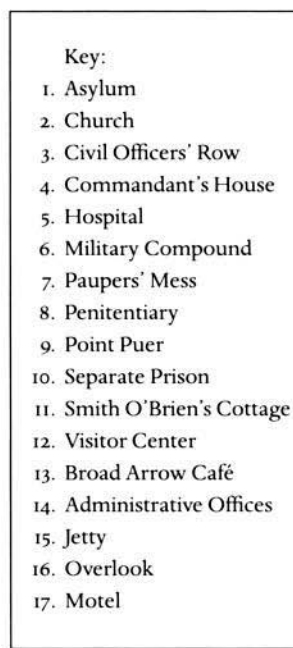 Key:
1. Asylum
2. Church
3. Civil Officers' Row
4. Commandant's House
5. Hospital
6. Military Compound
7. Paupers' Mess
8. Penitentiary
9. Point Puer
10. Separate Prison
11. Smith O'Brien's Cottage
12. Visitor Center
13. Broad Arrow Café
14. Administrative Offices
15. Jetty
16. Overlook
17. Motel